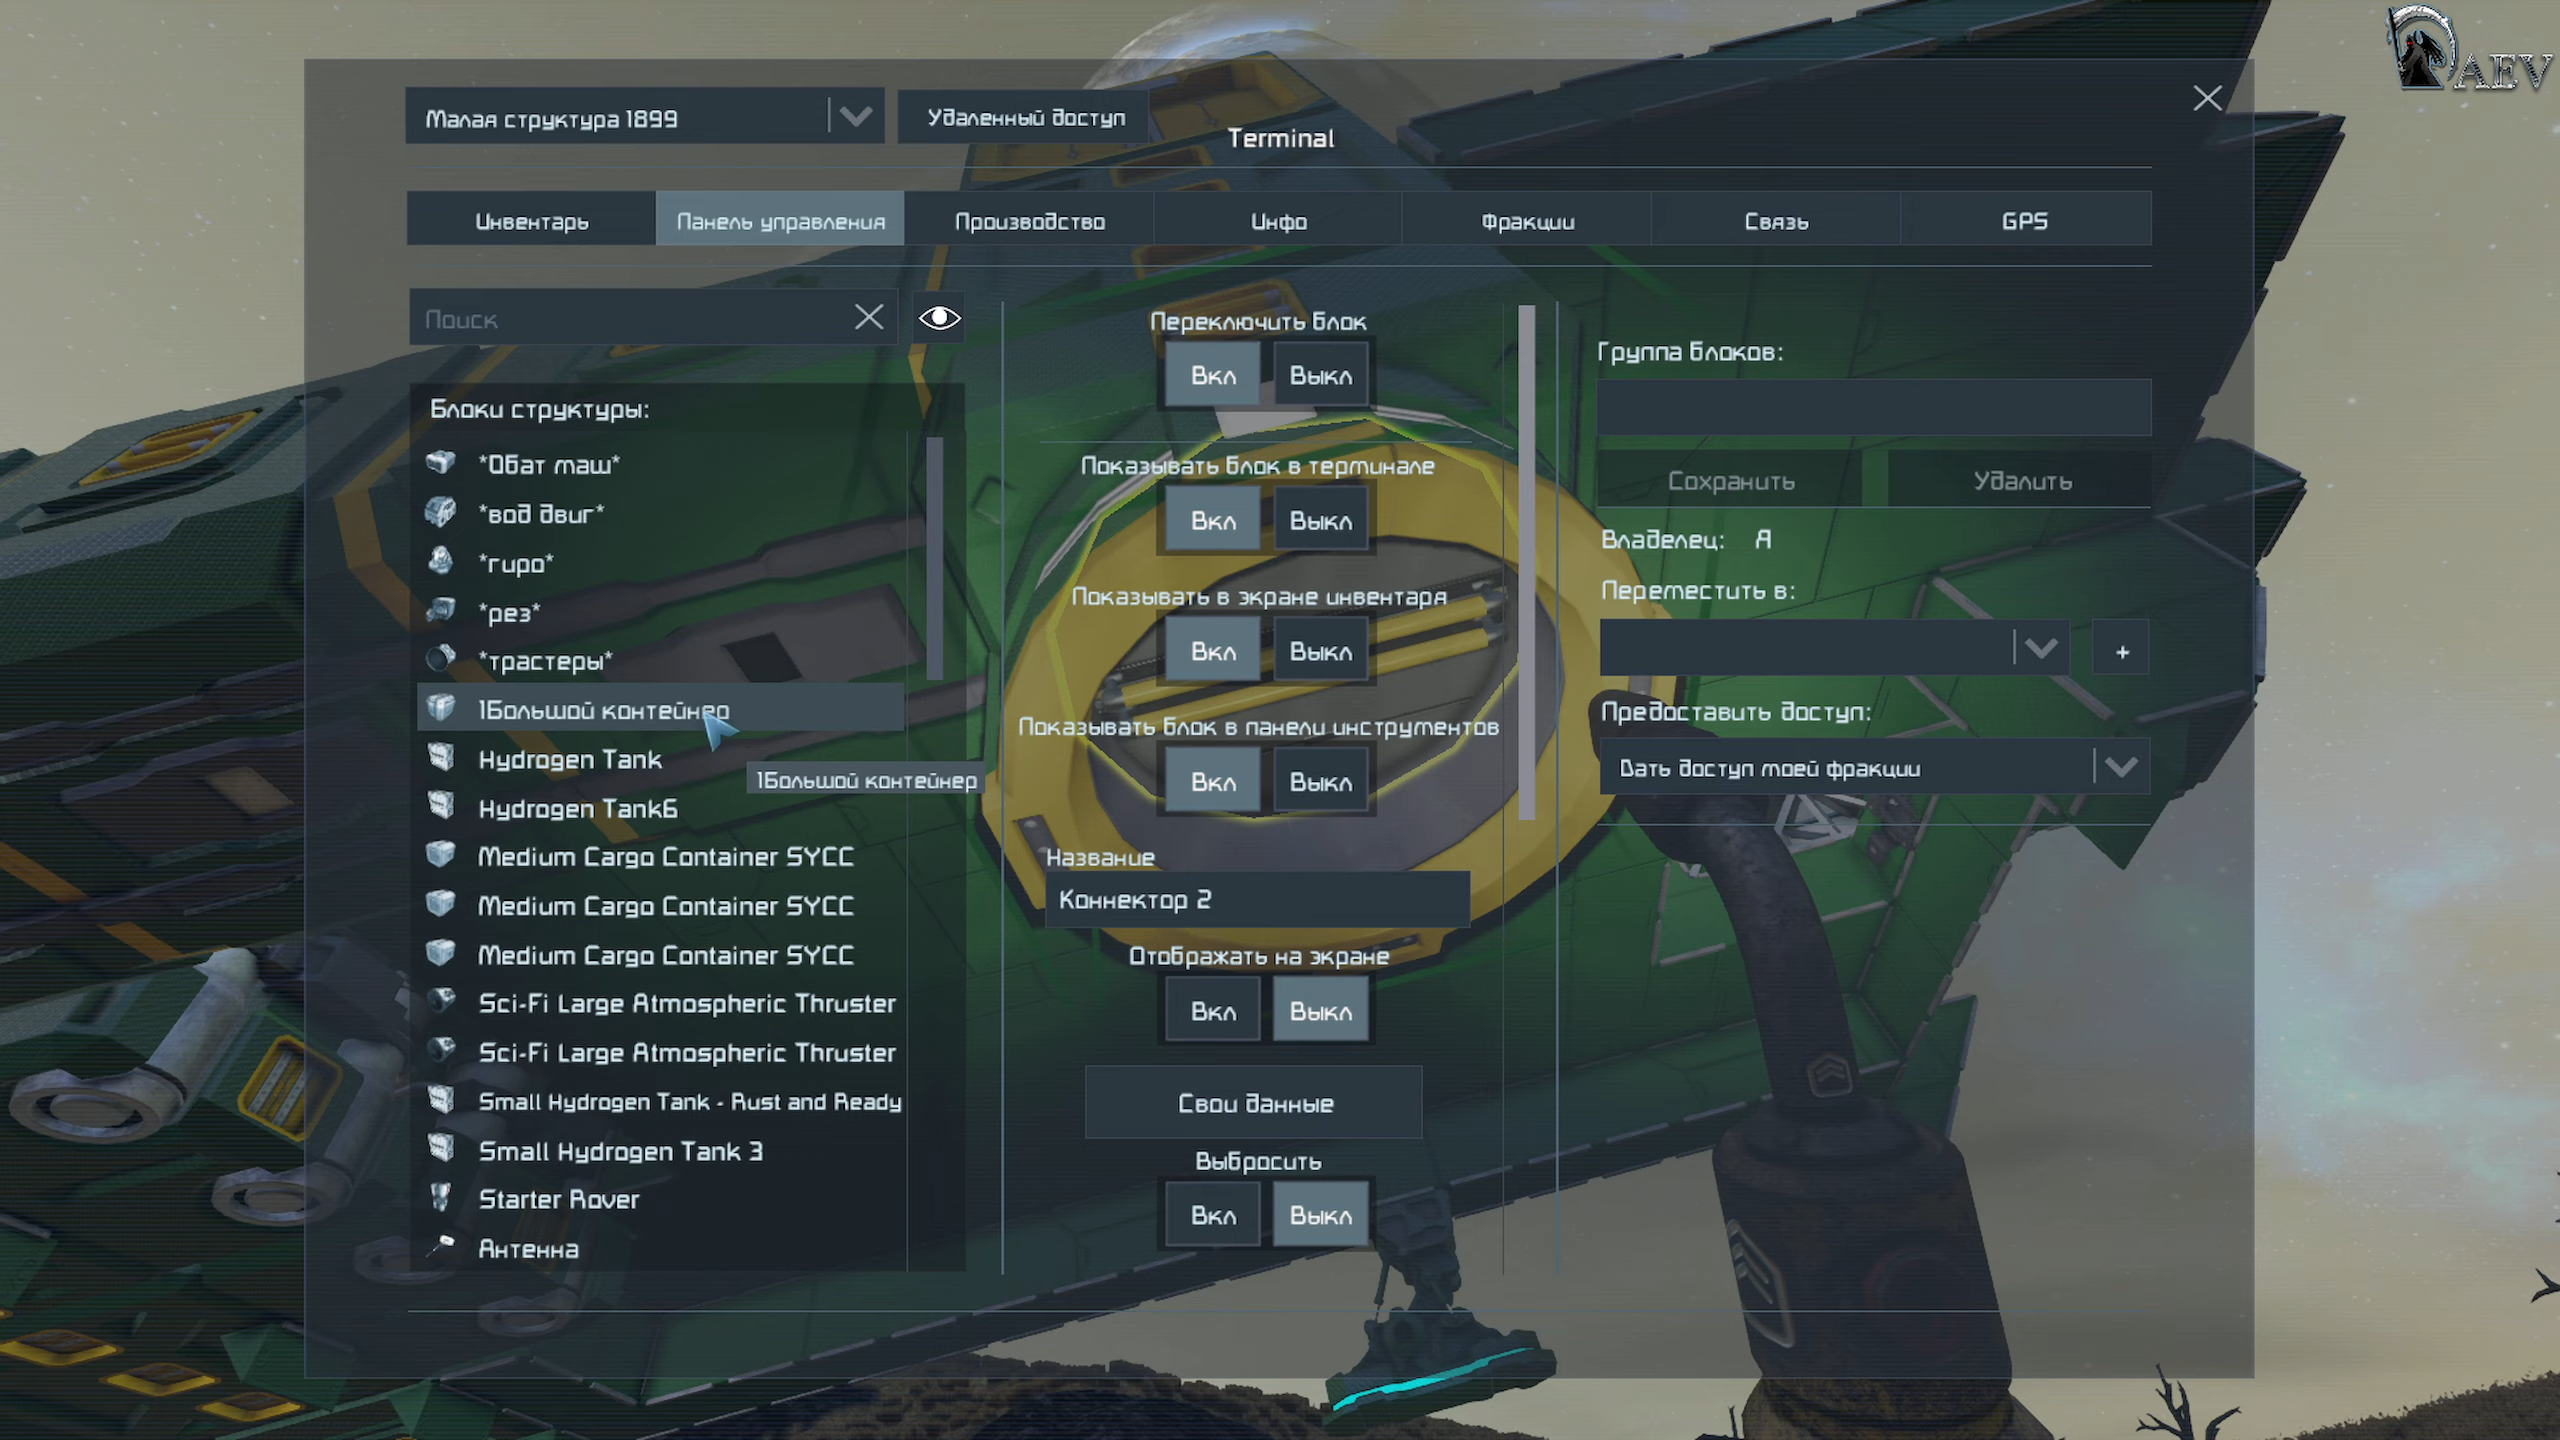 AEV
Малая структура 1899
Удаленный доступ
Terminal
Инвентарь
Панель управления
Производство
Инфо
Фракции
Связь
GPS
Поиск
Блоки структуры:
*Обат маш*
*вод двиг*
*гиро*
*рез*
*трастеры*
1Большой контейнер
Hydrogen Tank
1Большой контейнер
Hydrogen Tank6
Medium Cargo Container SYCC
Medium Cargo Container SYCC
Medium Cargo Container SYCC
Sci-Fi Large Atmospheric Thruster
Sci-Fi Large Atmospheric Thruster
Small Hydrogen Tank - Rust and Ready
Small Hydrogen Tank 3
Starter Rover
Антенна
Переключить блок
Вкл Выкл
Показывать блок в терминале
Вкл Выкл
Показывать в экране инвентаря
Вкл Выкл
Показывать блок в панели инструментов
Вкл Выкл
Название
Коннектор 2
Отображать на экране
Вкл Выкл
Свои данные
Выбросить
Вкл Выкл
Группа блоков:
Сохранить Удалить
Владелец: Я
Переместить в:
+
Предоставить доступ:
Дать доступ моей фракции